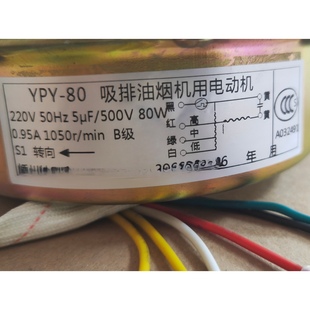 YPY-80 吸排油烟机用电动机
220V 50Hz 5μF/500V 80W
0.95A 1050r/min B级
S1 转向
黑
红
绿
白
高
中
低
黄
黄
CCC
年 月